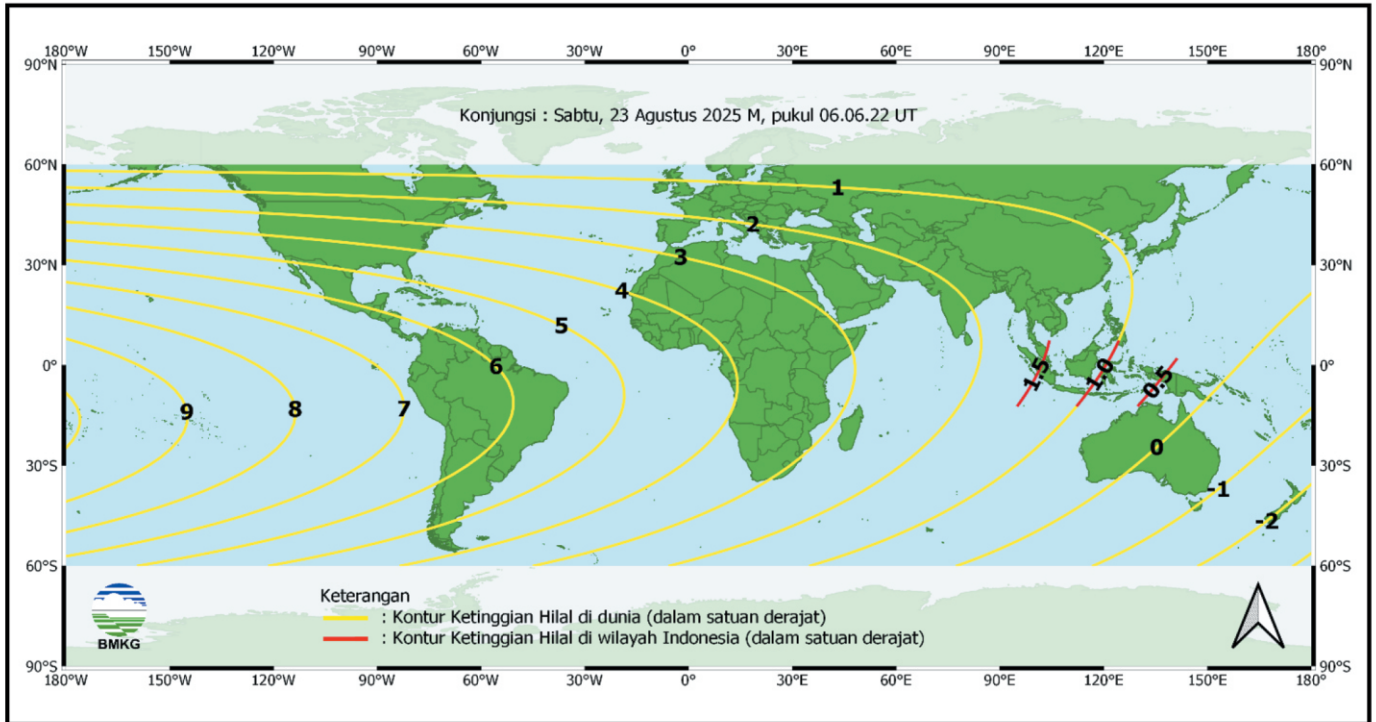 180°W 150°W 120°W 90°W 60°W 30°W 0° 30°E 60°E 90°E 120°E 150°E 180°
90°N 90°N
Konjungsi : Sabtu, 23 Agustus 2025 M, pukul 06.06.22 UT
60°N 60°N
1
2
3
30°N 30°N
4
5
6 0° 1.5 1.0 0.5 0°
9 8 7
0
30°S 30°S
-1
-2
60°S 60°S
Keterangan
: Kontur Ketinggian Hilal di dunia (dalam satuan derajat)
: Kontur Ketinggian Hilal di wilayah Indonesia (dalam satuan derajat)
BMKG
90°S 90°S
180°W 150°W 120°W 90°W 60°W 30°W 0° 30°E 60°E 90°E 120°E 150°E 180°